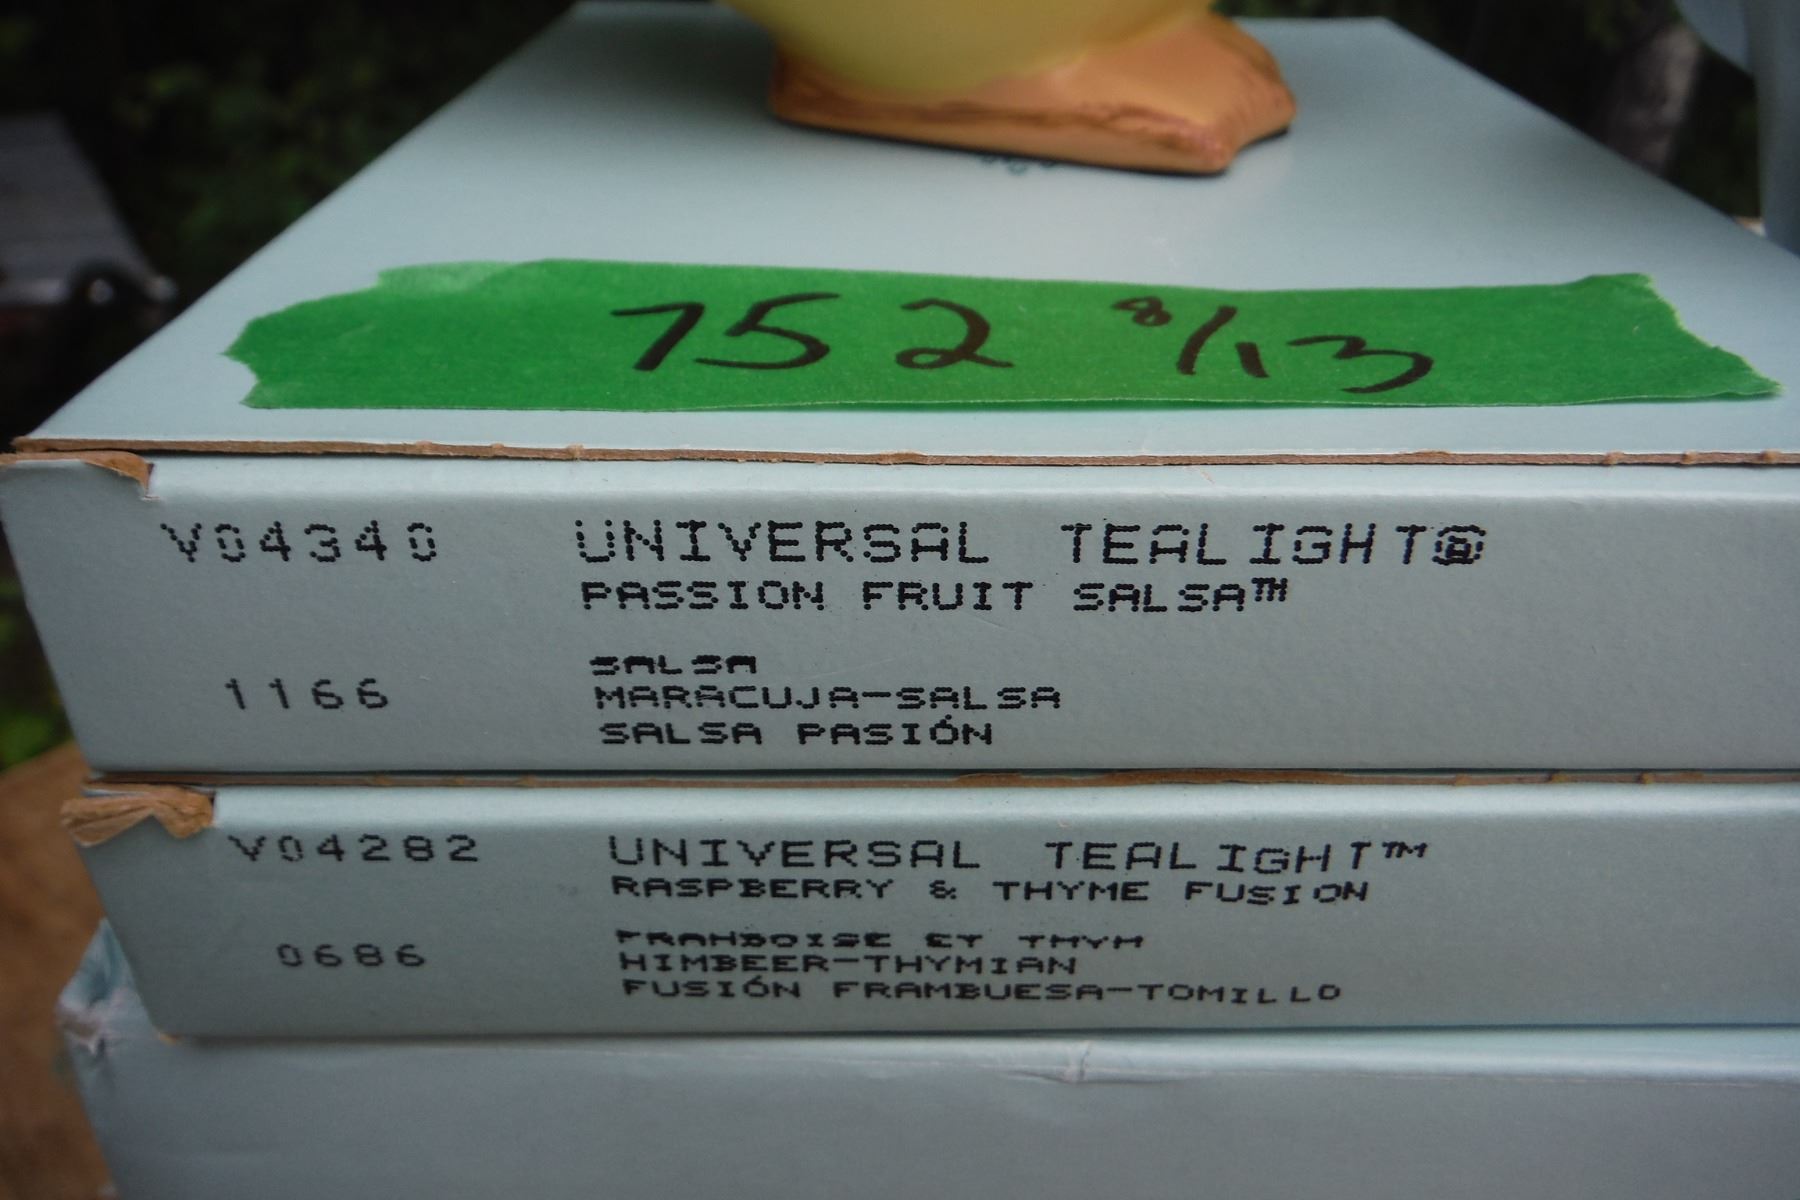 752 8/13
V04340 UNIVERSAL TEALIGHT®
PASSION FRUIT SALSA™
SALSA
1166 MARACUJA-SALSA
SALSA PASIÓN
V04282 UNIVERSAL TEALIGHT™
RASPBERRY & THYME FUSION
FRAMBOISE ET THYM
0686 HIMBEER-THYMIAN
FUSIÓN FRAMBUESA-TOMILLO